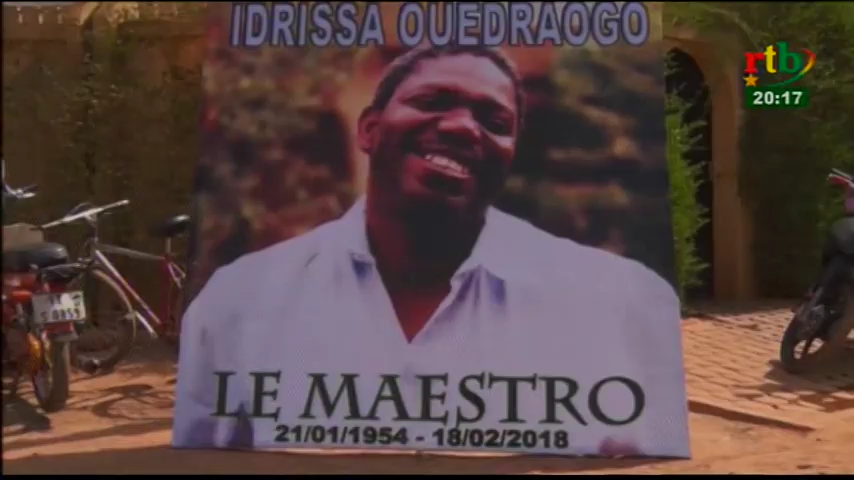 IDRISSA OUEDRAOGO
rtb
20:17
LE MAESTRO
21/01/1954 - 18/02/2018